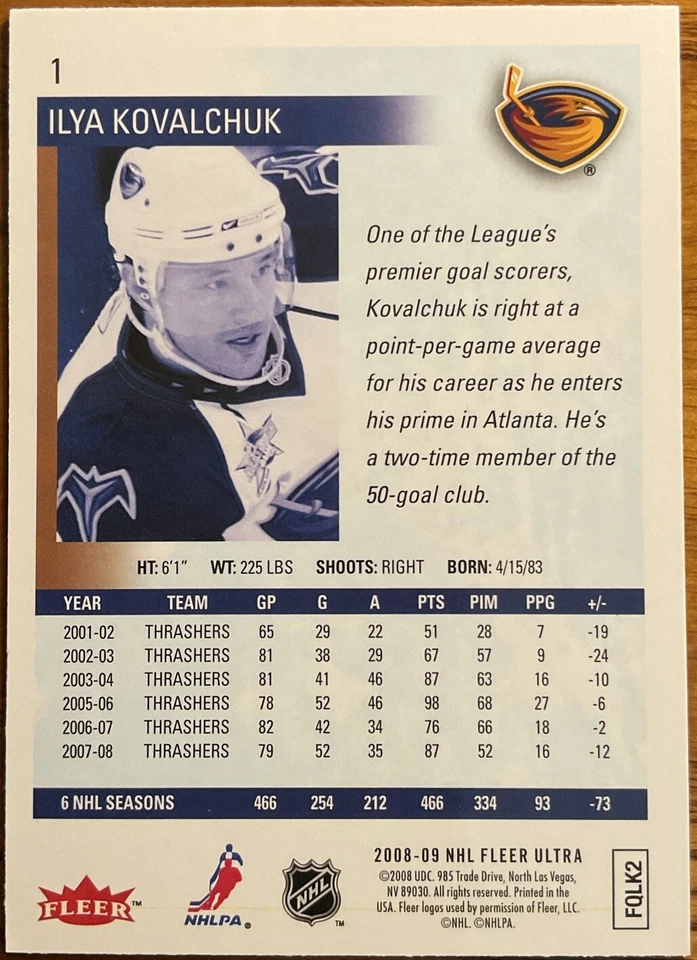 1
ILYA KOVALCHUK
®
One of the League's
premier goal scorers,
Kovalchuk is right at a
point-per-game average
for his career as he enters
his prime in Atlanta. He's
a two-time member of the
50-goal club.
HT: 6'1" WT: 225 LBS SHOOTS: RIGHT BORN: 4/15/83
YEAR TEAM GP G A PTS PIM PPG +/-
2001-02 THRASHERS 65 29 22 51 28 7 -19
2002-03 THRASHERS 81 38 29 67 57 9 -24
2003-04 THRASHERS 81 41 46 87 63 16 -10
2005-06 THRASHERS 78 52 46 98 68 27 -6
2006-07 THRASHERS 82 42 34 76 66 18 -2
2007-08 THRASHERS 79 52 35 87 52 16 -12
6 NHL SEASONS 466 254 212 466 334 93 -73
FLEER™
NHLPA®
NHL™
2008-09 NHL FLEER ULTRA
©2008 UDC. 985 Trade Drive, North Las Vegas,
NV 89030. All rights reserved. Printed in the
USA. Fleer logos used by permission of Fleer, LLC.
©NHL. ©NHLPA.
FQLK2